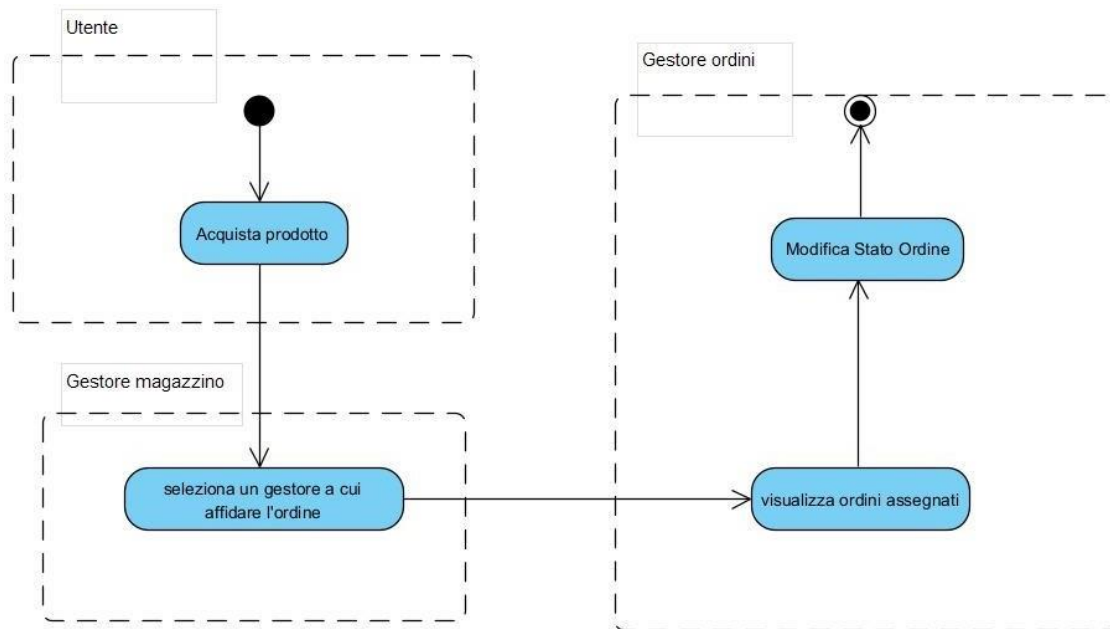 Utente
Acquista prodotto
Gestore magazzino
seleziona un gestore a cui
affidare l'ordine
Gestore ordini
Modifica Stato Ordine
visualizza ordini assegnati